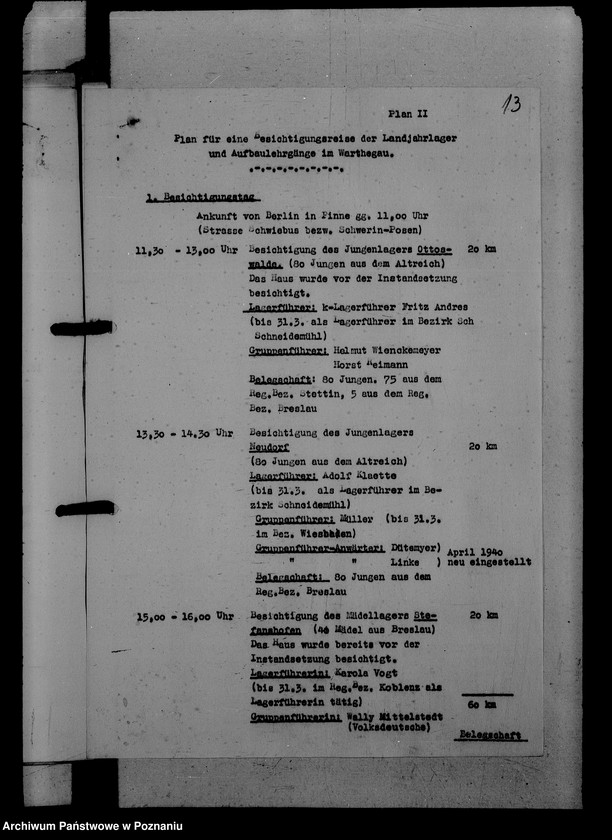 13
Plan II
Plan für eine Besichtigungsreise der Landjahrlager
und Aufbaulehrgänge im Warthegau.
1. Besichtigungstag
Ankunft von Berlin in Pinne gg. 11,00 Uhr
(Strasse Schwiebus bezw. Schwerin-Posen)
11,30 - 13,00 Uhr Besichtigung des Jungenlagers Ottos- 20 km
walde. (80 Jungen aus dem Altreich)
Das Haus wurde vor der Instandsetzung
besichtigt.
Lagerführer: k-Lagerführer Fritz Andres
(bis 31.3. als Lagerführer im Bezirk Sch
Schneidemühl)
Gruppenführer: Helmut Wienckemeyer
Horst Reimann
Belegschaft: 80 Jungen. 75 aus dem
Reg.Bez. Stettin, 5 aus dem Reg.
Bez. Breslau
13,30 - 14.30 Uhr Besichtigung des Jungenlagers
Neudorf 20 km
(80 Jungen aus dem Altreich)
Lagerführer: Adolf Klaette
(bis 31.3. als Lagerführer im Be-
zirk Schneidemühl)
Gruppenführer: Müller (bis 31.3.
im Bez. Wiesbaden)
Gruppenführer-Anwärter: Dütemyer) April 1940
" " Linke ) neu eingestellt
Belegschaft: 80 Jungen aus dem
Reg.Bez. Breslau
15,00 - 16,00 Uhr Besichtigung des Mädellagers Ste- 20 km
fanshofen (46 Mädel aus Breslau)
Das Haus wurde bereits vor der
Instandsetzung besichtigt.
Lagerführerin: Karola Vogt
(bis 31.3. im Reg.Bez. Koblenz als
Lagerführerin tätig) 60 km
Gruppenführerin: Wally Mittelstedt
(Volksdeutsche)
Belegschaft
Archiwum Państwowe w Poznaniu